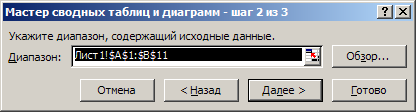 Мастер сводных таблиц и диаграмм - шаг 2 из 3
Укажите диапазон, содержащий исходные данные.
Диапазон: Лист1!$A$1:$B$11 Обзор...
Отмена < Назад Далее > Готово